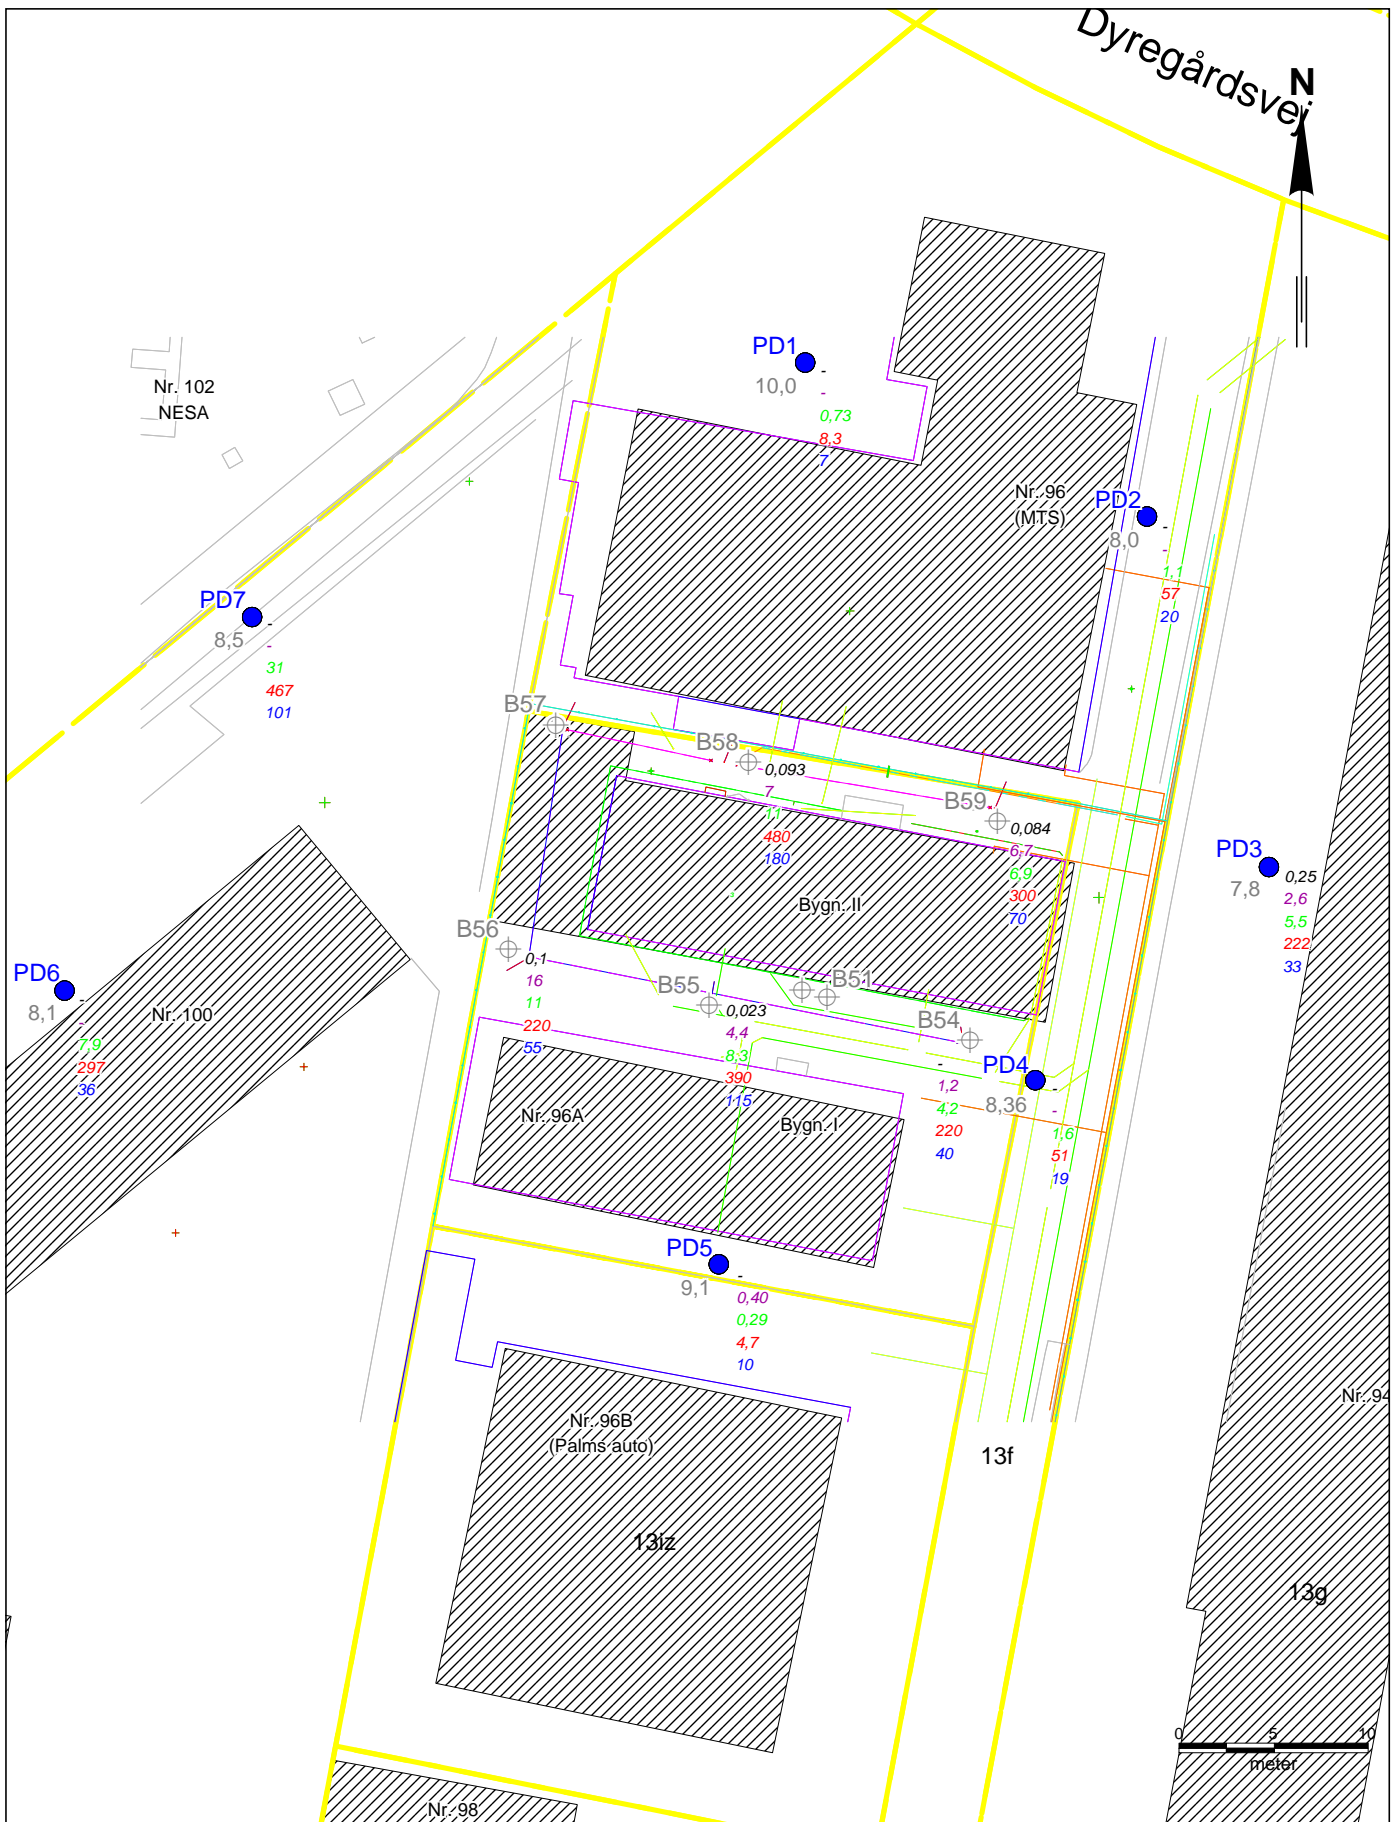 Dyregårdsvej
N
PD1
10,0
-
-
0,73
8,3
7
Nr. 102
NESA
Nr. 96
(MTS)
PD2
8,0
-
-
1,1
57
20
PD7
8,5
-
-
31
467
101
B57
B58
0,093
7
11
480
180
B59
0,084
6,7
6,9
300
70
PD3
7,8
0,25
2,6
5,5
222
33
Bygn. II
B56
0,1
16
11
220
55
B55
0,023
4,4
8,3
390
115
B51
B54
-
1,2
4,2
220
40
PD6
8,1
-
-
7,9
297
36
Nr. 100
PD4
8,36
-
-
1,6
51
19
Nr. 96A
Bygn. I
PD5
9,1
-
0,40
0,29
4,7
10
Nr. 96B
(Palms auto)
13iz
13f
Nr. 94
13g
0 5 10
meter
Nr. 98